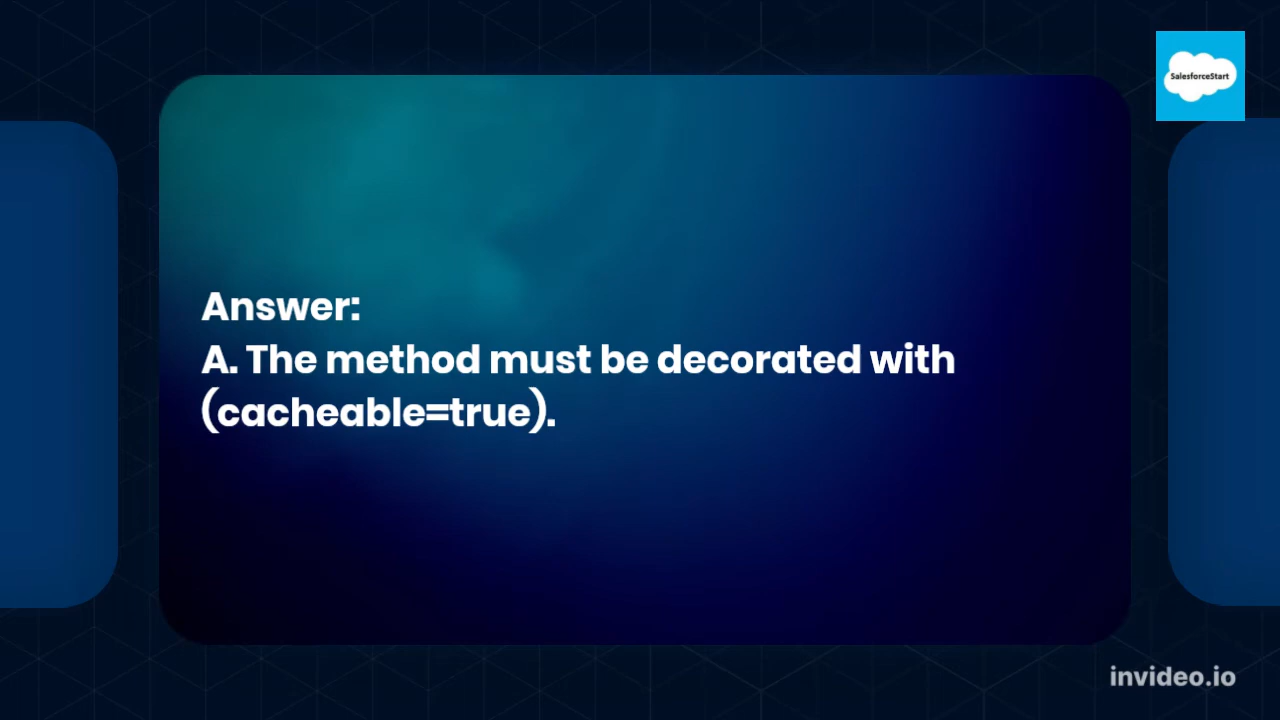 SalesforceStart
Answer:
A. The method must be decorated with
(cacheable=true).
invideo.io